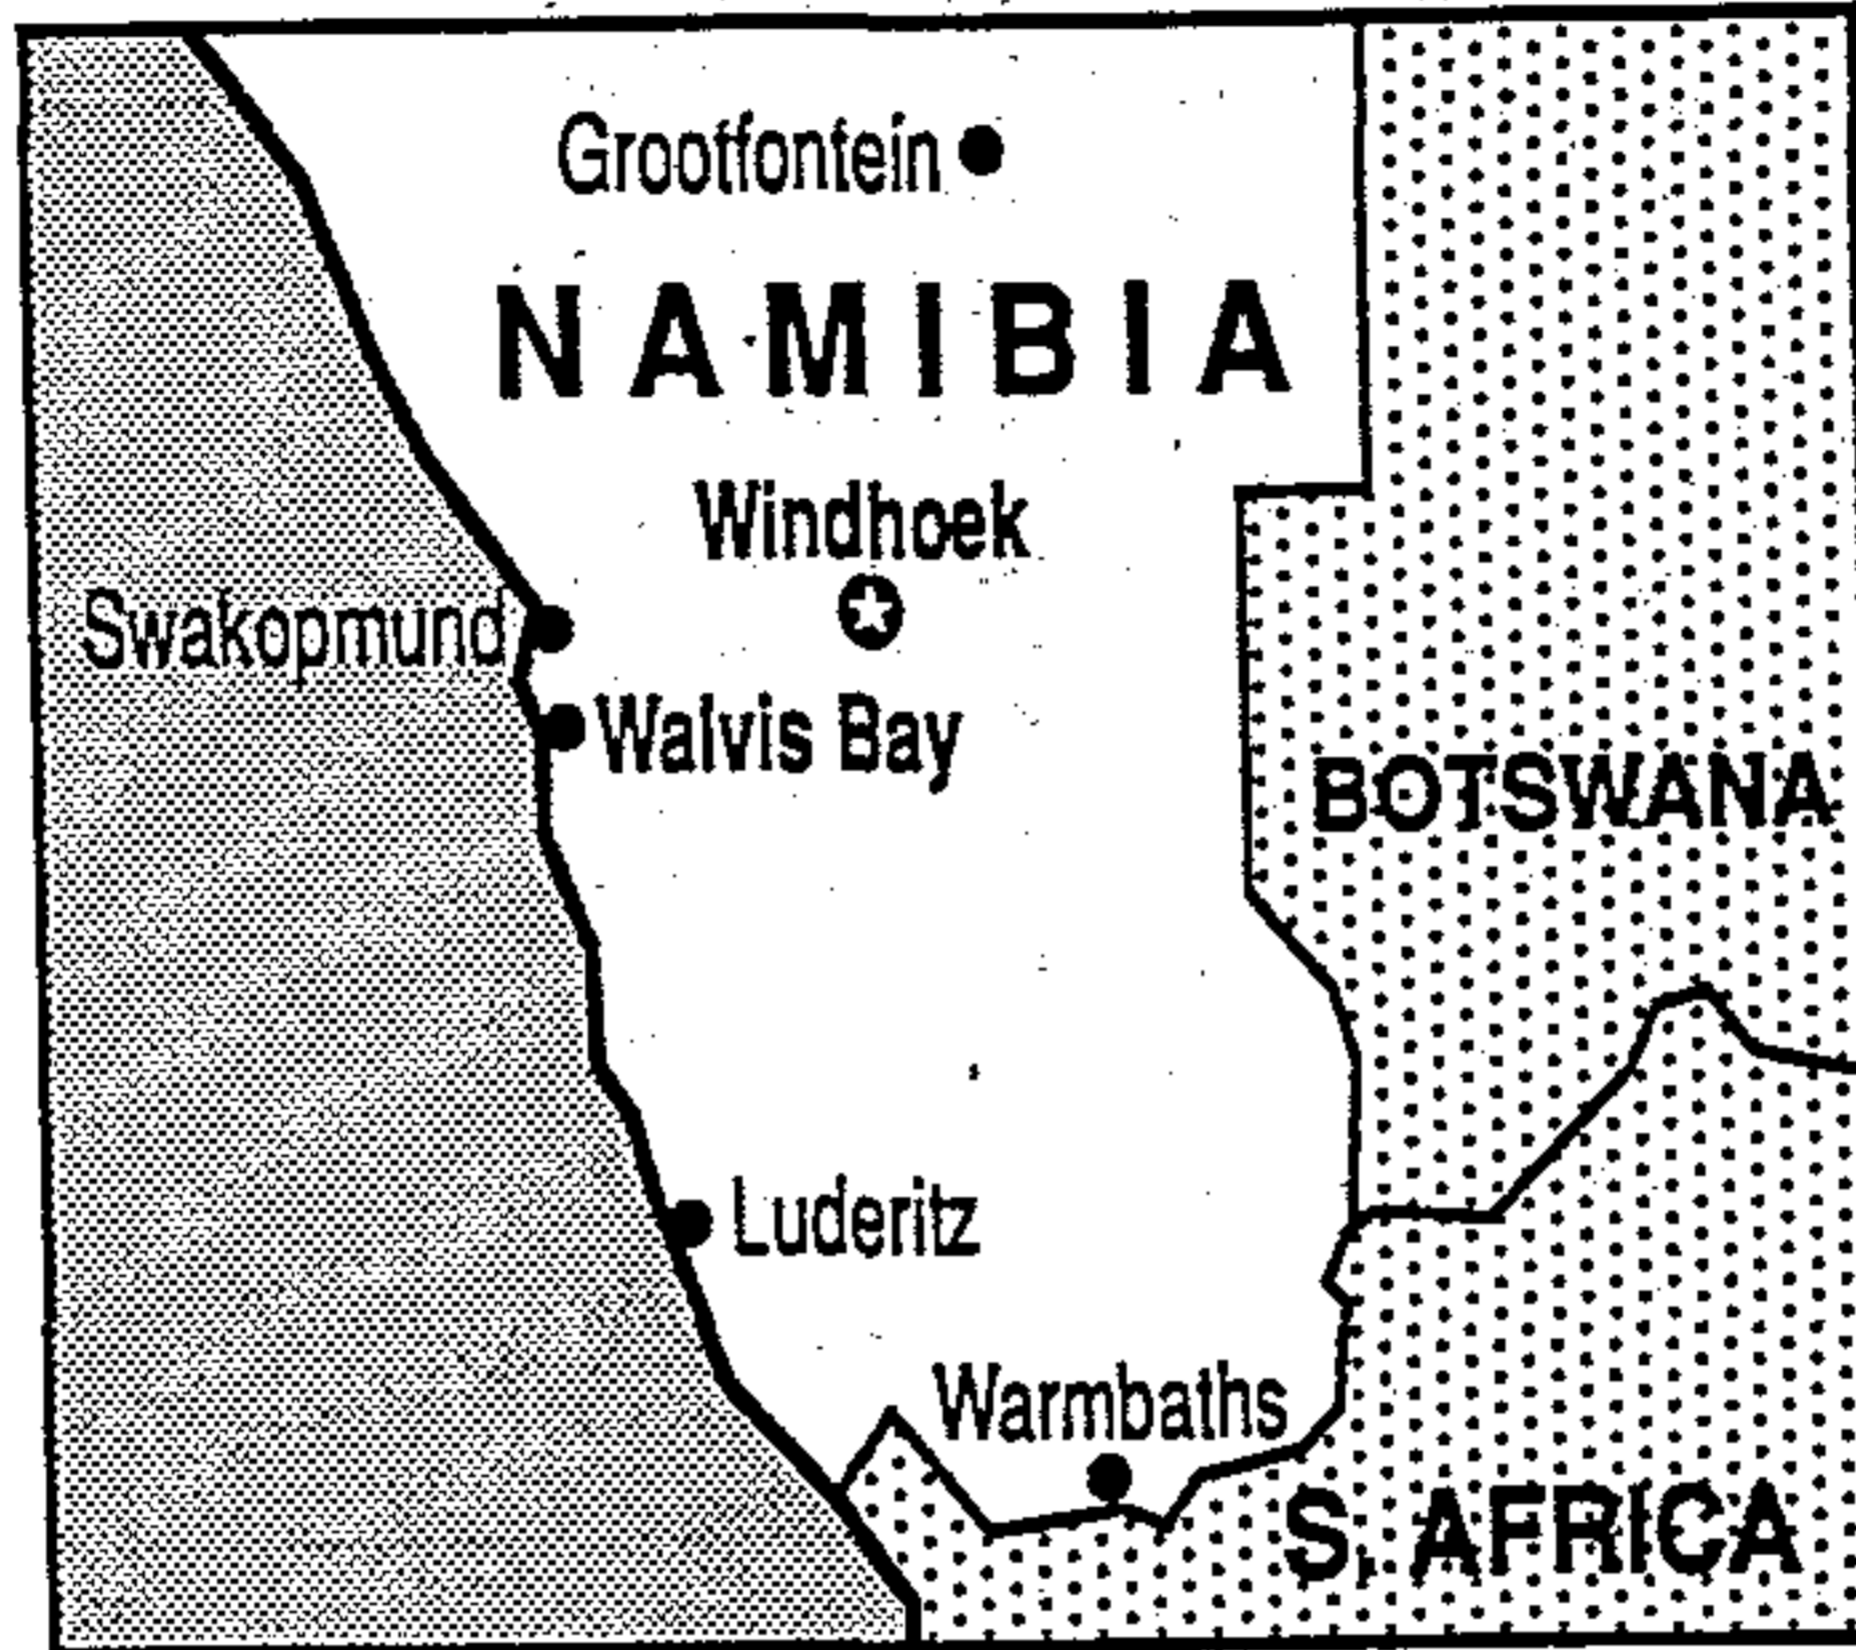 Grootfontein
NAMIBIA
Windhoek
Swakopmund
Walvis Bay
BOTSWANA
Luderitz
Warmbaths
S. AFRICA